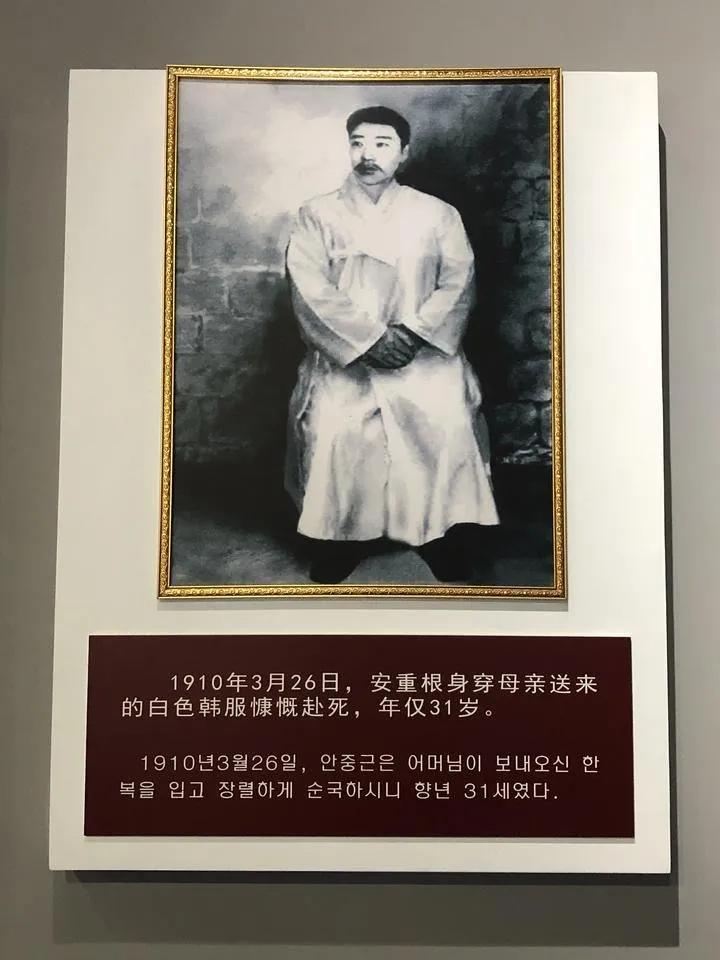 1910年3月26日，安重根身穿母亲送来
的白色韩服慷慨赴死，年仅31岁。
1910년3월26일, 안중근은 어머님이 보내오신 한
복을 입고 장렬하게 순국하시니 향년 31세였다.